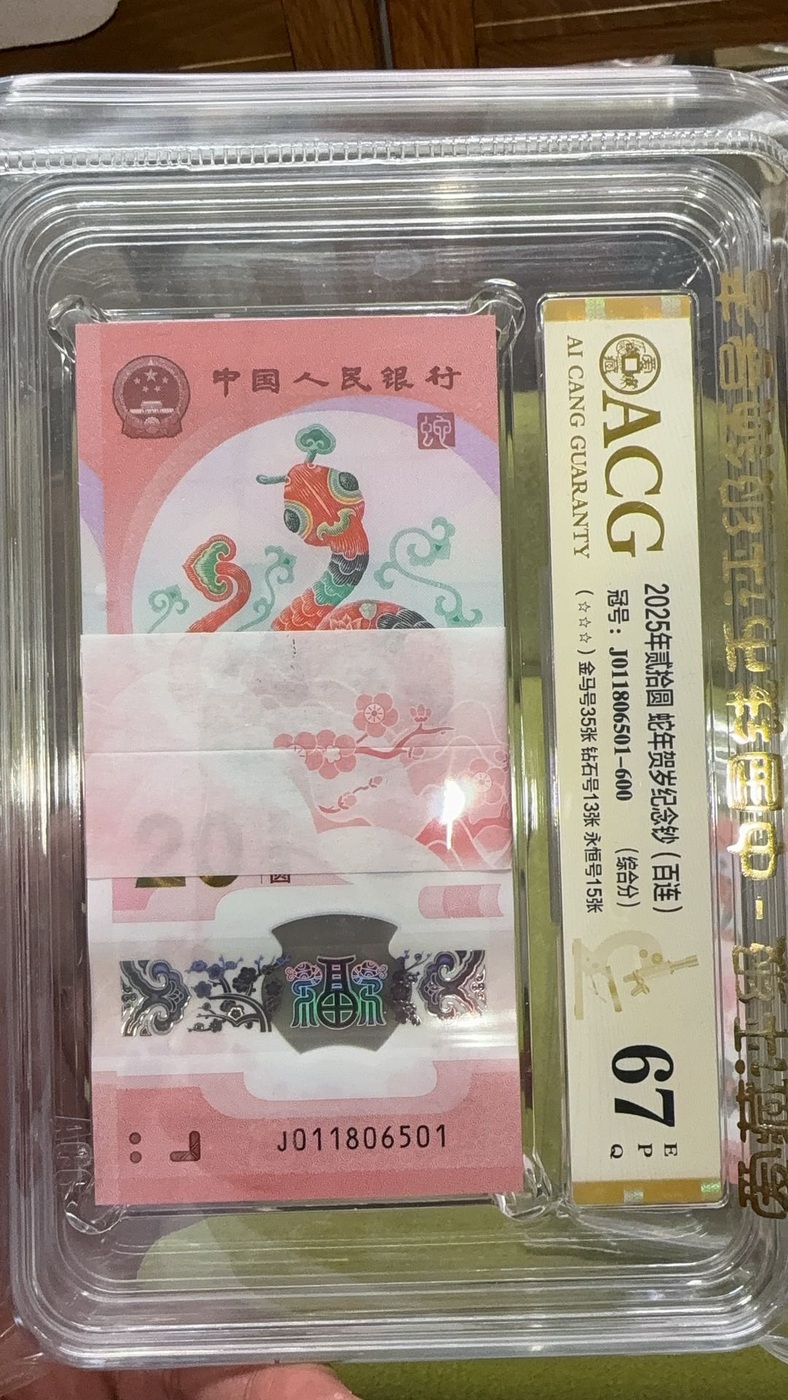 中国人民银行
蛇
20
圆
福
J011806501
ACG
AI CANG GUARANTY
2025年贰拾圆 蛇年贺岁纪念钞（百连）
冠号：J011806501-600 （综合分）
（☆☆☆）金马号35张 钻石号13张 永恒号15张
67
E
P
Q